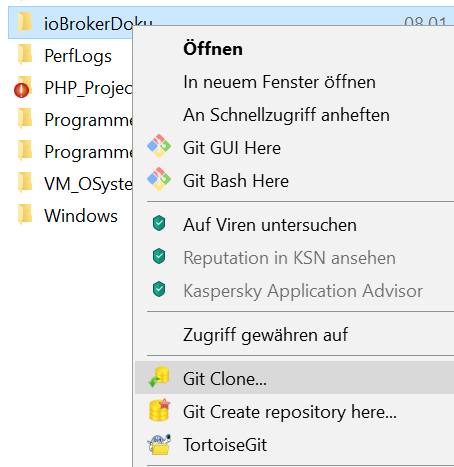 ioBrokerDoku 08.01
Öffnen
PerfLogs
In neuem Fenster öffnen
PHP_Projec
An Schnellzugriff anheften
Programme
Git GUI Here
Programme
Git Bash Here
VM_OSystem
Windows
Auf Viren untersuchen
Reputation in KSN ansehen
Kaspersky Application Advisor
Zugriff gewähren auf
Git Clone...
Git Create repository here...
TortoiseGit